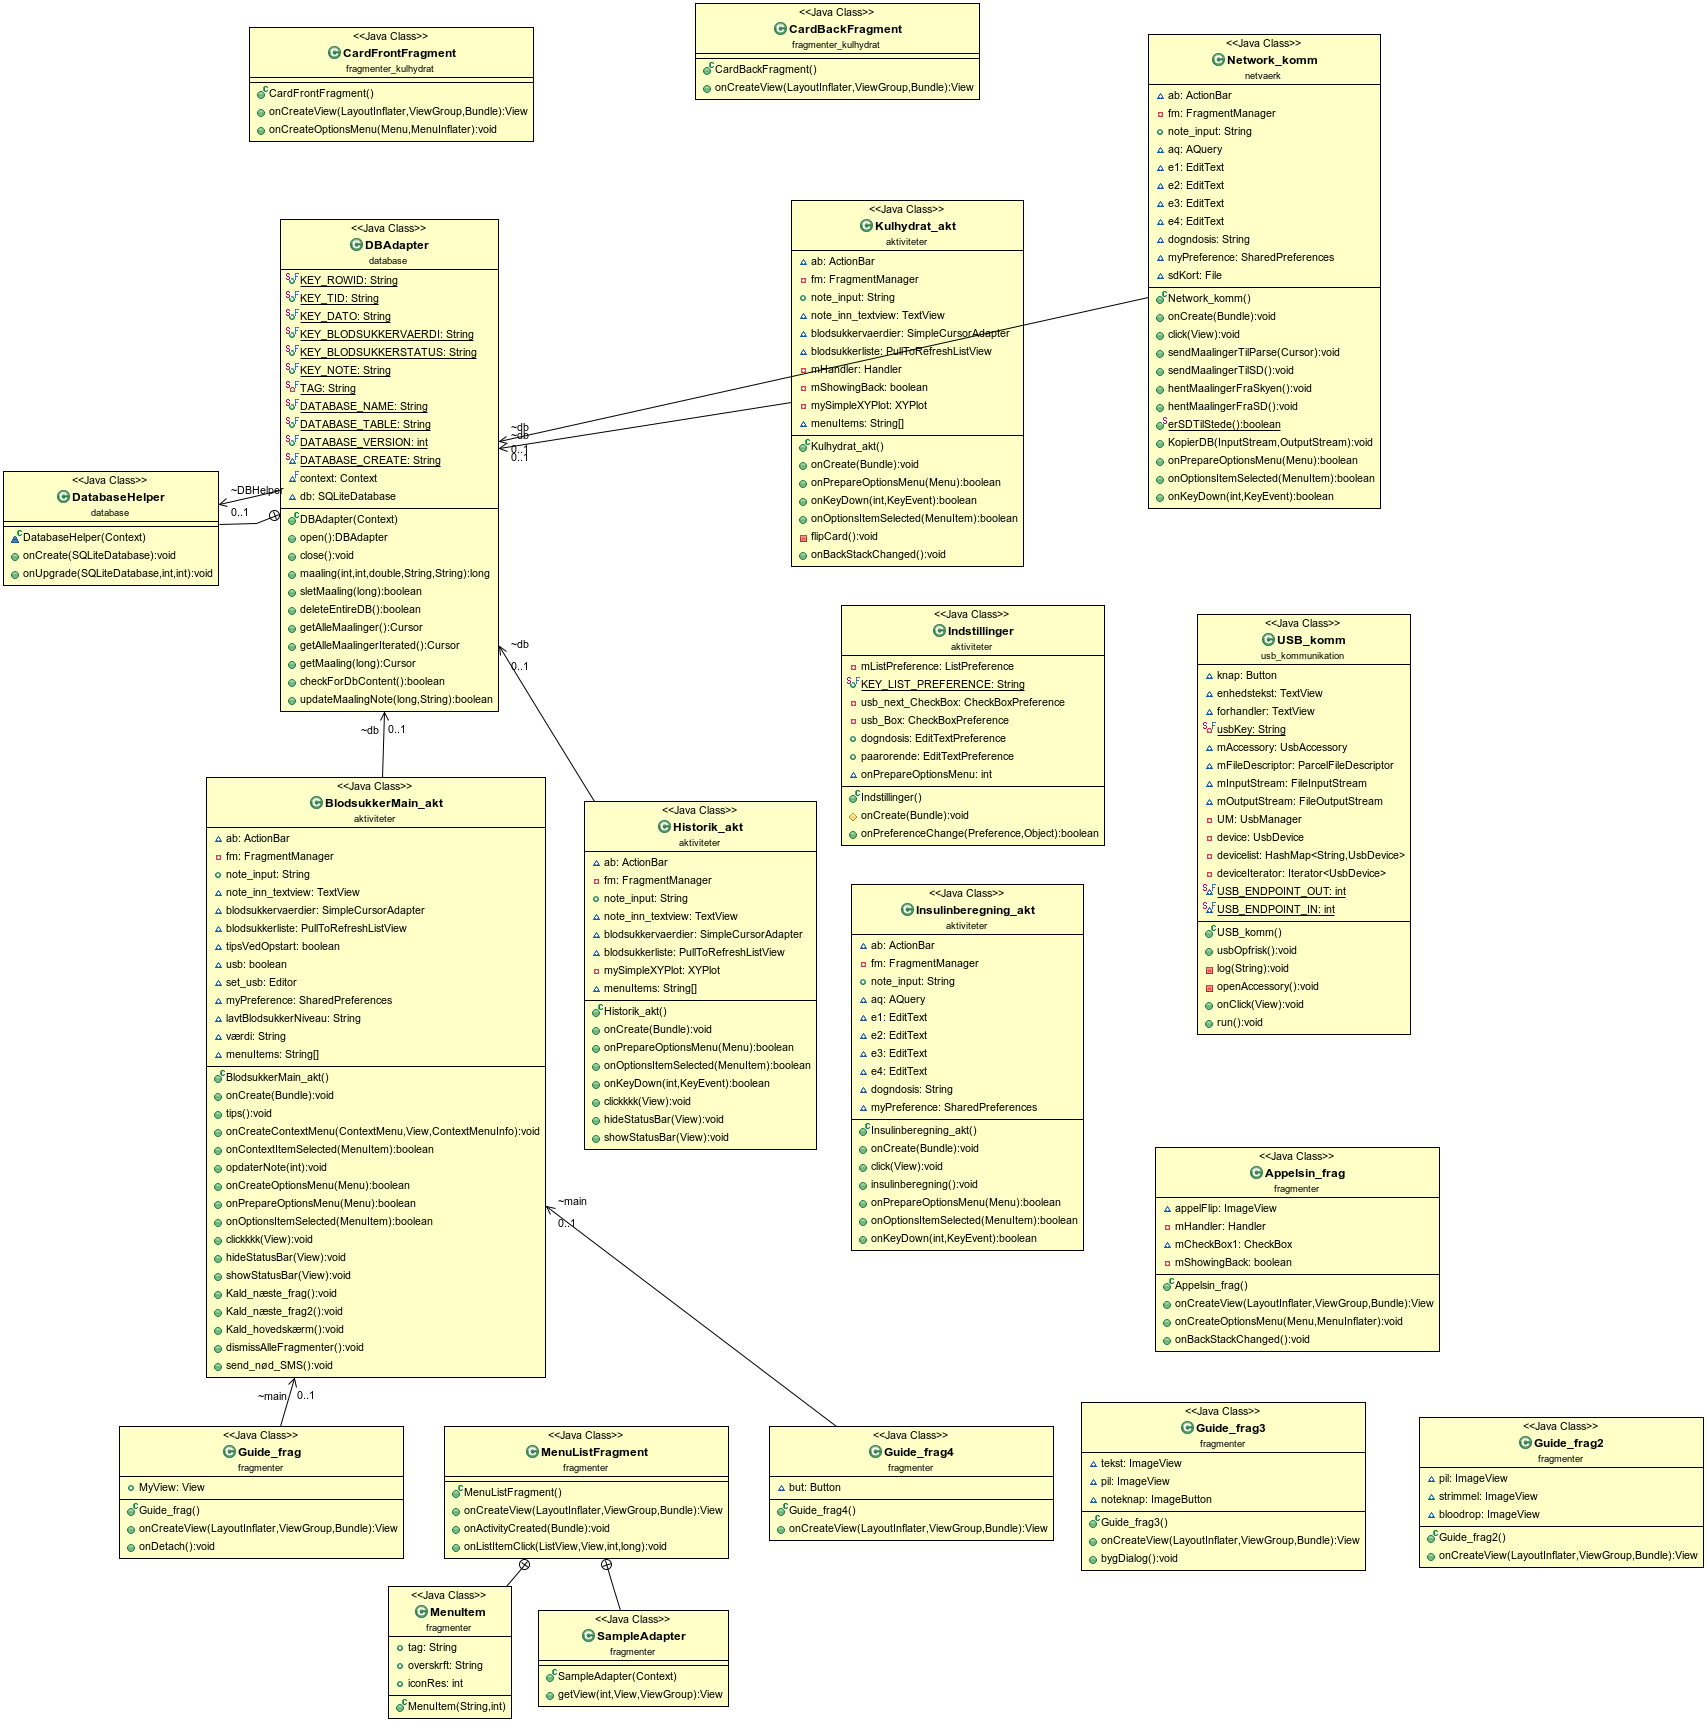 <<Java Class>>
CardFrontFragment
fragmenter_kulhydrat
CardFrontFragment()
onCreateView(LayoutInflater,ViewGroup,Bundle):View
onCreateOptionsMenu(Menu,MenuInflater):void
<<Java Class>>
CardBackFragment
fragmenter_kulhydrat
CardBackFragment()
onCreateView(LayoutInflater,ViewGroup,Bundle):View
<<Java Class>>
Network_komm
netvaerk
ab: ActionBar
fm: FragmentManager
note_input: String
aq: AQuery
e1: EditText
e2: EditText
e3: EditText
e4: EditText
dogndosis: String
myPreference: SharedPreferences
sdKort: File
Network_komm()
onCreate(Bundle):void
click(View):void
sendMaalingerTilParse(Cursor):void
sendMaalingerTilSD():void
hentMaalingerFraSkyen():void
hentMaalingerFraSD():void
erSDTilStede():boolean
KopierDB(InputStream,OutputStream):void
onPrepareOptionsMenu(Menu):boolean
onOptionsItemSelected(MenuItem):boolean
onKeyDown(int,KeyEvent):boolean
<<Java Class>>
DBAdapter
database
KEY_ROWID: String
KEY_TID: String
KEY_DATO: String
KEY_BLODSUKKERVAERDI: String
KEY_BLODSUKKERSTATUS: String
KEY_NOTE: String
TAG: String
DATABASE_NAME: String
DATABASE_TABLE: String
DATABASE_VERSION: int
DATABASE_CREATE: String
context: Context
db: SQLiteDatabase
DBAdapter(Context)
open():DBAdapter
close():void
maaling(int,int,double,String,String):long
sletMaaling(long):boolean
deleteEntireDB():boolean
getAlleMaalinger():Cursor
getAlleMaalingerIterated():Cursor
getMaaling(long):Cursor
checkForDbContent():boolean
updateMaalingNote(long,String):boolean
<<Java Class>>
Kulhydrat_akt
aktiviteter
ab: ActionBar
fm: FragmentManager
note_input: String
note_inn_textview: TextView
blodsukkervaerdier: SimpleCursorAdapter
blodsukkerliste: PullToRefreshListView
mHandler: Handler
mShowingBack: boolean
mySimpleXYPlot: XYPlot
menuItems: String[]
Kulhydrat_akt()
onCreate(Bundle):void
onPrepareOptionsMenu(Menu):boolean
onKeyDown(int,KeyEvent):boolean
onOptionsItemSelected(MenuItem):boolean
flipCard():void
onBackStackChanged():void
~db
~db
0..1
0..1
<<Java Class>>
DatabaseHelper
database
DatabaseHelper(Context)
onCreate(SQLiteDatabase):void
onUpgrade(SQLiteDatabase,int,int):void
~DBHelper
0..1
~db
0..1
~db
0..1
<<Java Class>>
Indstillinger
aktiviteter
mListPreference: ListPreference
KEY_LIST_PREFERENCE: String
usb_next_CheckBox: CheckBoxPreference
usb_Box: CheckBoxPreference
dogndosis: EditTextPreference
paarorende: EditTextPreference
onPrepareOptionsMenu: int
Indstillinger()
onCreate(Bundle):void
onPreferenceChange(Preference,Object):boolean
<<Java Class>>
USB_komm
usb_kommunikation
knap: Button
enhedstekst: TextView
forhandler: TextView
usbKey: String
mAccessory: UsbAccessory
mFileDescriptor: ParcelFileDescriptor
mInputStream: FileInputStream
mOutputStream: FileOutputStream
UM: UsbManager
device: UsbDevice
devicelist: HashMap<String,UsbDevice>
deviceIterator: Iterator<UsbDevice>
USB_ENDPOINT_OUT: int
USB_ENDPOINT_IN: int
USB_komm()
usbOpfrisk():void
log(String):void
openAccessory():void
onClick(View):void
run():void
<<Java Class>>
BlodsukkerMain_akt
aktiviteter
ab: ActionBar
fm: FragmentManager
note_input: String
note_inn_textview: TextView
blodsukkervaerdier: SimpleCursorAdapter
blodsukkerliste: PullToRefreshListView
tipsVedOpstart: boolean
usb: boolean
set_usb: Editor
myPreference: SharedPreferences
lavtBlodsukkerNiveau: String
værdi: String
menuItems: String[]
BlodsukkerMain_akt()
onCreate(Bundle):void
tips():void
onCreateContextMenu(ContextMenu,View,ContextMenuInfo):void
onContextItemSelected(MenuItem):boolean
opdaterNote(int):void
onCreateOptionsMenu(Menu):boolean
onPrepareOptionsMenu(Menu):boolean
onOptionsItemSelected(MenuItem):boolean
clickkkk(View):void
hideStatusBar(View):void
showStatusBar(View):void
Kald_næste_frag():void
Kald_næste_frag2():void
Kald_hovedskærm():void
dismissAlleFragmenter():void
send_nød_SMS():void
<<Java Class>>
Historik_akt
aktiviteter
ab: ActionBar
fm: FragmentManager
note_input: String
note_inn_textview: TextView
blodsukkervaerdier: SimpleCursorAdapter
blodsukkerliste: PullToRefreshListView
mySimpleXYPlot: XYPlot
menuItems: String[]
Historik_akt()
onCreate(Bundle):void
onPrepareOptionsMenu(Menu):boolean
onOptionsItemSelected(MenuItem):boolean
onKeyDown(int,KeyEvent):boolean
clickkkk(View):void
hideStatusBar(View):void
showStatusBar(View):void
<<Java Class>>
Insulinberegning_akt
aktiviteter
ab: ActionBar
fm: FragmentManager
note_input: String
aq: AQuery
e1: EditText
e2: EditText
e3: EditText
e4: EditText
dogndosis: String
myPreference: SharedPreferences
Insulinberegning_akt()
onCreate(Bundle):void
click(View):void
insulinberegning():void
onPrepareOptionsMenu(Menu):boolean
onOptionsItemSelected(MenuItem):boolean
onKeyDown(int,KeyEvent):boolean
<<Java Class>>
Appelsin_frag
fragmenter
appelFlip: ImageView
mHandler: Handler
mCheckBox1: CheckBox
mShowingBack: boolean
Appelsin_frag()
onCreateView(LayoutInflater,ViewGroup,Bundle):View
onCreateOptionsMenu(Menu,MenuInflater):void
onBackStackChanged():void
~main
0..1
~main
0..1
<<Java Class>>
Guide_frag
fragmenter
MyView: View
Guide_frag()
onCreateView(LayoutInflater,ViewGroup,Bundle):View
onDetach():void
<<Java Class>>
MenuListFragment
fragmenter
MenuListFragment()
onCreateView(LayoutInflater,ViewGroup,Bundle):View
onActivityCreated(Bundle):void
onListItemClick(ListView,View,int,long):void
<<Java Class>>
Guide_frag4
fragmenter
but: Button
Guide_frag4()
onCreateView(LayoutInflater,ViewGroup,Bundle):View
<<Java Class>>
Guide_frag3
fragmenter
tekst: ImageView
pil: ImageView
noteknap: ImageButton
Guide_frag3()
onCreateView(LayoutInflater,ViewGroup,Bundle):View
bygDialog():void
<<Java Class>>
Guide_frag2
fragmenter
pil: ImageView
strimmel: ImageView
bloodrop: ImageView
Guide_frag2()
onCreateView(LayoutInflater,ViewGroup,Bundle):View
<<Java Class>>
MenuItem
fragmenter
tag: String
overskrft: String
iconRes: int
MenuItem(String,int)
<<Java Class>>
SampleAdapter
fragmenter
SampleAdapter(Context)
getView(int,View,ViewGroup):View